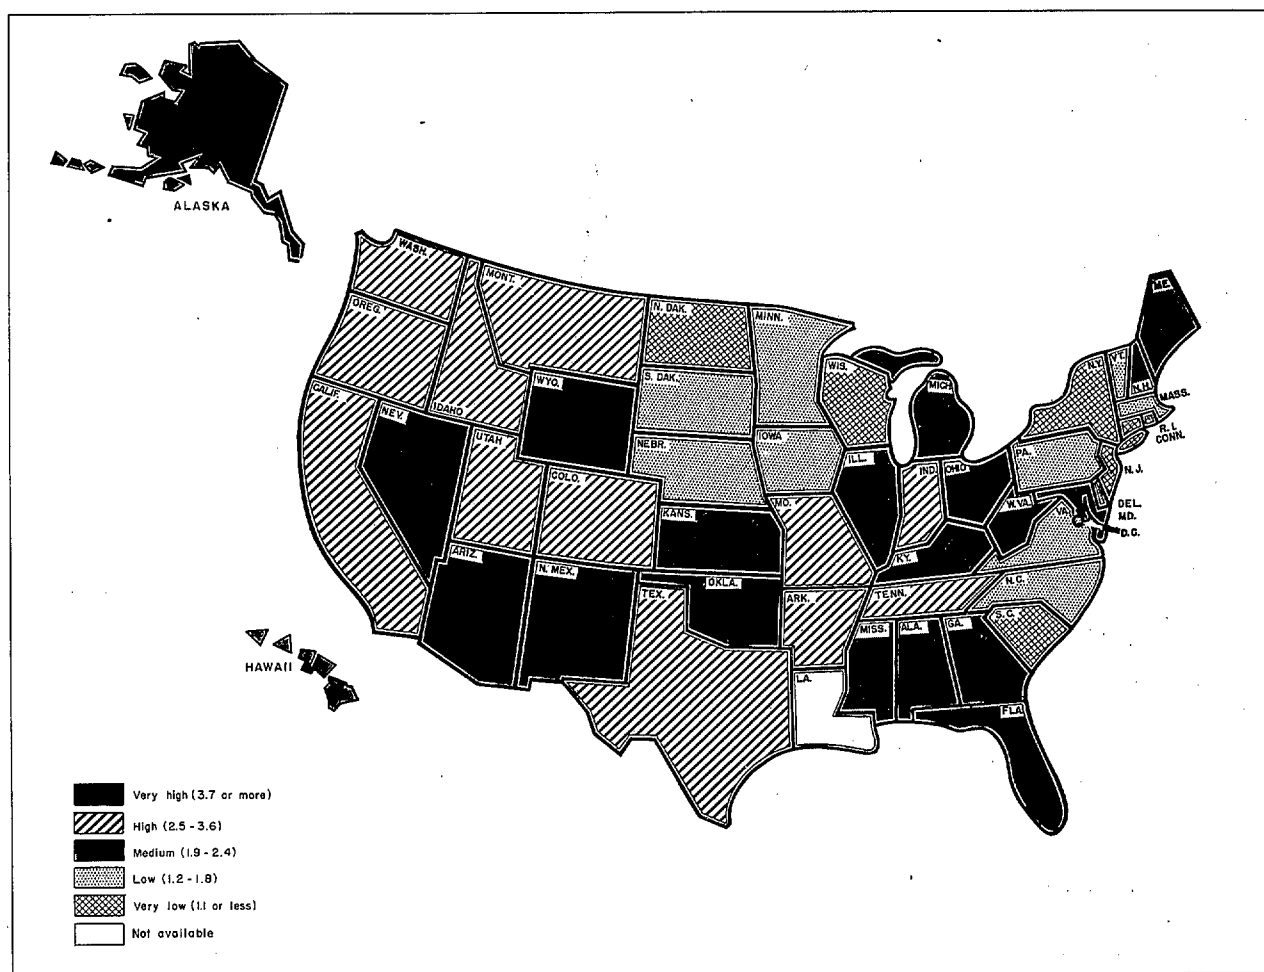 ALASKA
WASH.
MONT.
N. DAK.
MINN.
ME.
OREG.
WIS.
MICH
N.Y.
VT.
N.H.
MASS.
CALIF.
NEV.
IDAHO
WYO.
S. DAK.
R. I.
CONN.
UTAH
NEBR.
IOWA
ILL.
IND.
OHIO
PA.
N. J.
COLO.
MO.
W. VA.
VA.
DEL.
MD.
D.C.
KANS.
KY.
ARIZ.
N. MEX.
OKLA.
TEX.
ARK.
TENN.
N.C.
MISS.
ALA.
GA.
S.C.
HAWAII
LA.
FLA
Very high (3.7 or more)
High (2.5 - 3.6)
Medium (1.9 - 2.4)
Low (1.2 - 1.8)
Very low (1.1 or less)
Not available